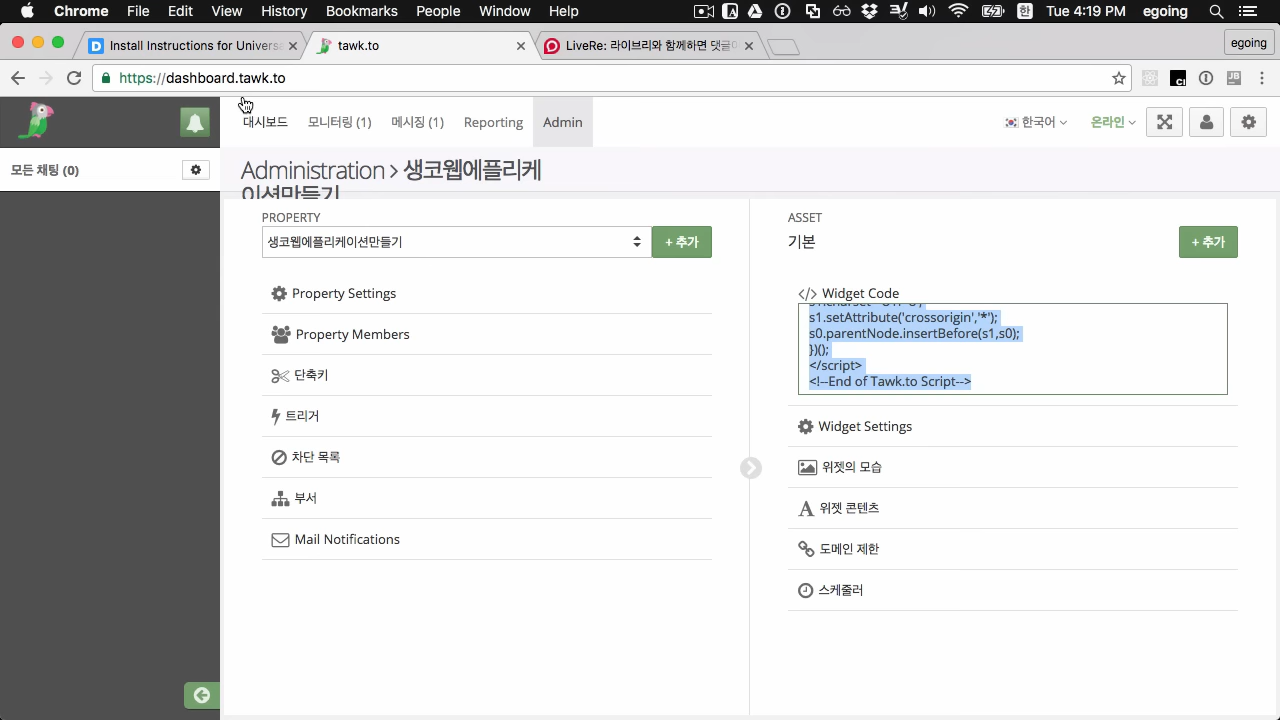 Chrome File Edit View History Bookmarks People Window Help 한 Tue 4:19 PM egoing
Install Instructions for Univers tawk.to LiveRe: 라이브리와 함께하면 댓글이 egoing
https://dashboard.tawk.to
대시보드 모니터링 (1) 메시징 (1) Reporting Admin 한국어 온라인
모든 채팅 (0)
Administration > 생코웹에플리케
이션만들기
PROPERTY
생코웹에플리케이션만들기 + 추가
Property Settings
Property Members
단축키
트리거
차단 목록
부서
Mail Notifications
ASSET
기본 + 추가
</> Widget Code
s1.setAttribute('crossorigin','*');
s0.parentNode.insertBefore(s1,s0);
})();
</script>
<!--End of Tawk.to Script-->
Widget Settings
위젯의 모습
위젯 콘텐츠
도메인 제한
스케줄러